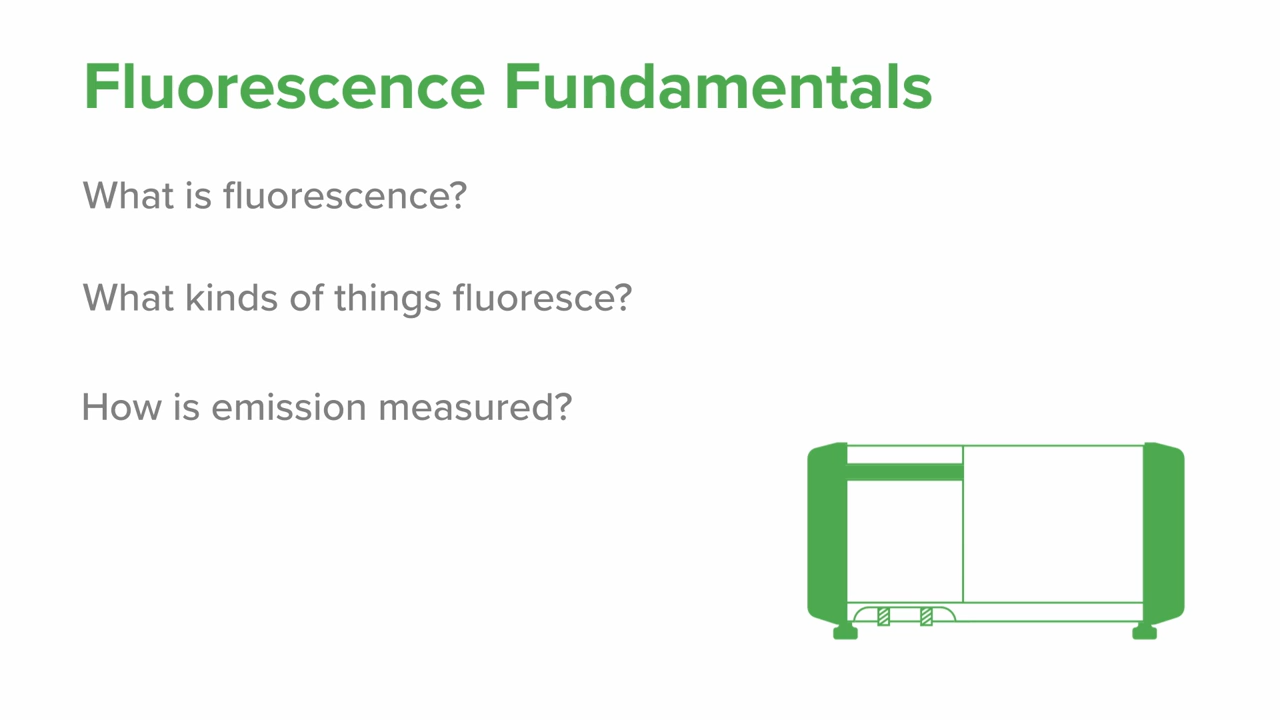 Fluorescence Fundamentals
What is fluorescence?
What kinds of things fluoresce?
How is emission measured?